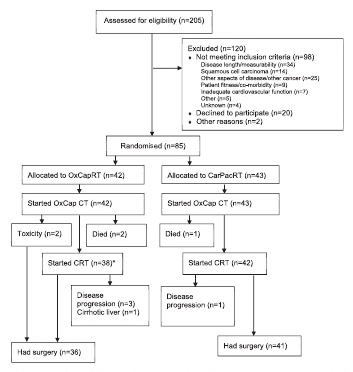 Assessed for eligibility (n=205)
Excluded (n=120)
• Not meeting inclusion criteria (n=98)
Disease length/measurability (n=34)
Squamous cell carcinoma (n=14)
Other aspects of disease/other cancer (n=25)
Patient fitness/co-morbidity (n=9)
Inadequate cardiovascular function (n=7)
Other (n=5)
Unknown (n=4)
• Declined to participate (n=20)
• Other reasons (n=2)
Randomised (n=85)
Allocated to OxCapRT (n=42)
Allocated to CarPacRT (n=43)
Started OxCap CT (n=42)
Started OxCap CT (n=43)
Toxicity (n=2)
Died (n=2)
Died (n=1)
Started CRT (n=38)*
Started CRT (n=42)
Disease
progression (n=3)
Cirrhotic liver (n=1)
Disease
progression (n=1)
Had surgery (n=36)
Had surgery (n=41)